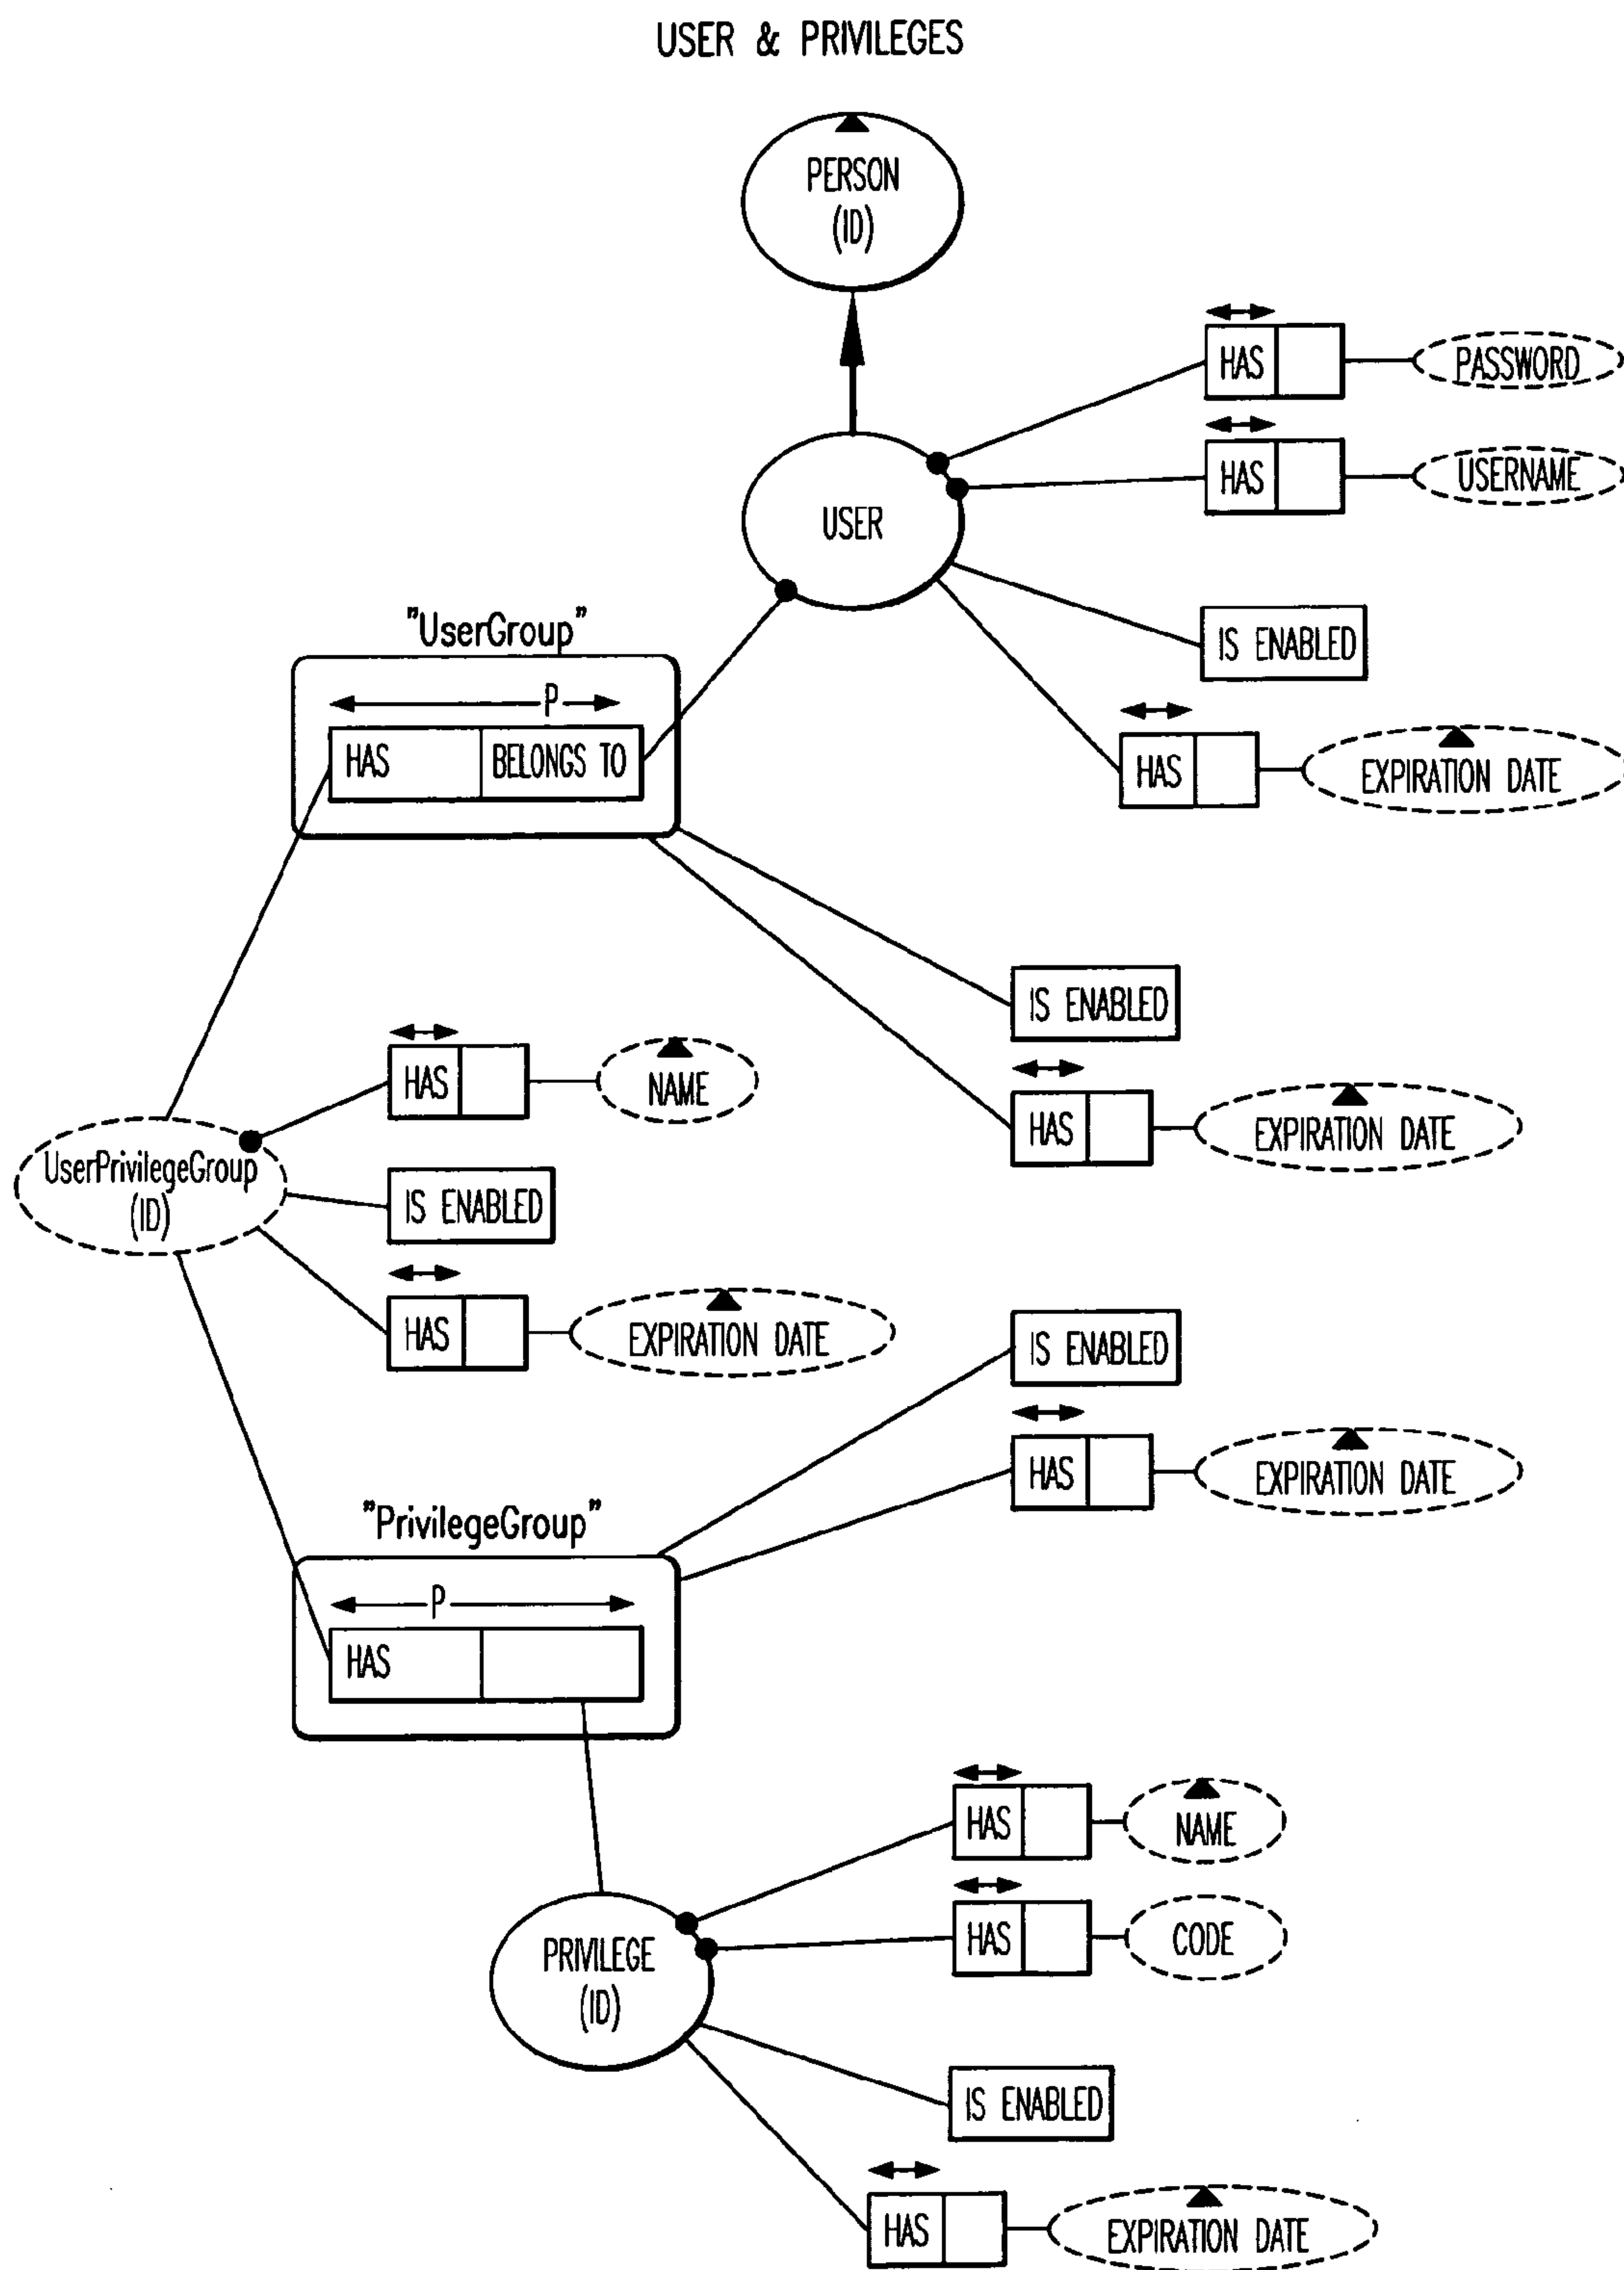 USER & PRIVILEGES
PERSON
(ID)
HAS
PASSWORD
HAS
USERNAME
USER
IS ENABLED
HAS
EXPIRATION DATE
"UserGroup"
P
HAS
BELONGS TO
IS ENABLED
HAS
EXPIRATION DATE
HAS
NAME
UserPrivilegeGroup
(ID)
IS ENABLED
HAS
EXPIRATION DATE
IS ENABLED
HAS
EXPIRATION DATE
"PrivilegeGroup"
P
HAS
HAS
NAME
HAS
CODE
PRIVILEGE
(ID)
IS ENABLED
HAS
EXPIRATION DATE